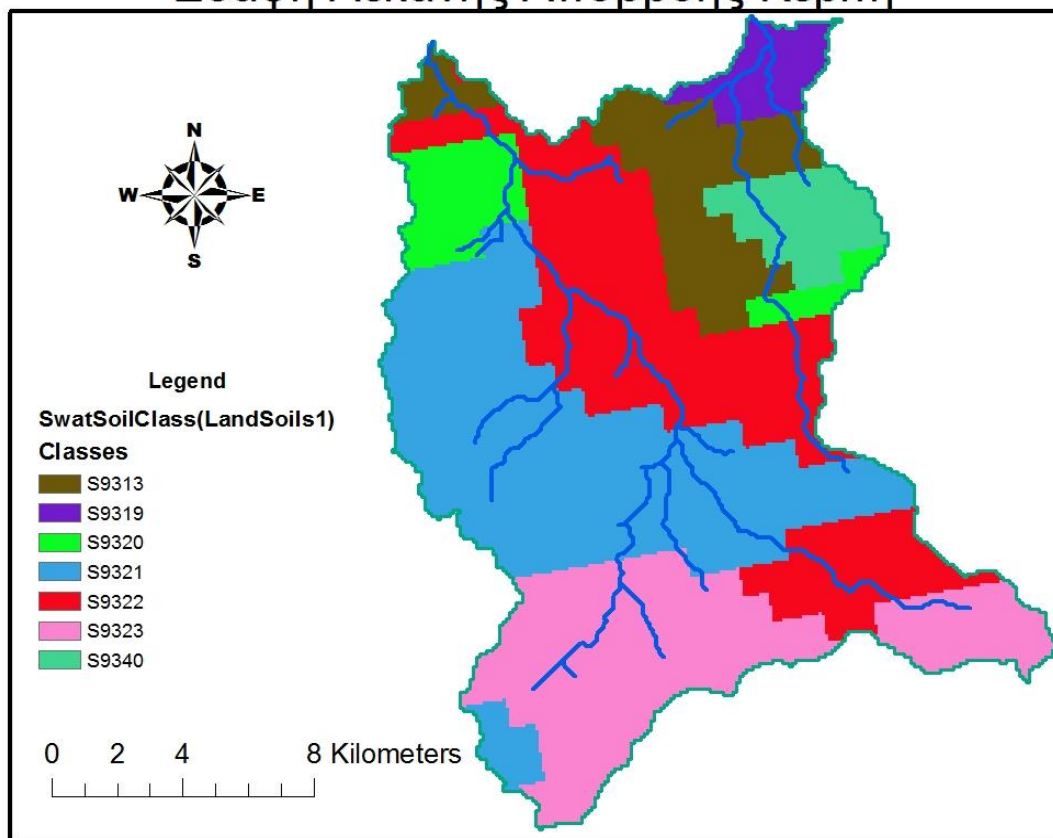 N
W E
S
Legend
SwatSoilClass(LandSoils1)
Classes
S9313
S9319
S9320
S9321
S9322
S9323
S9340
0 2 4 8 Kilometers